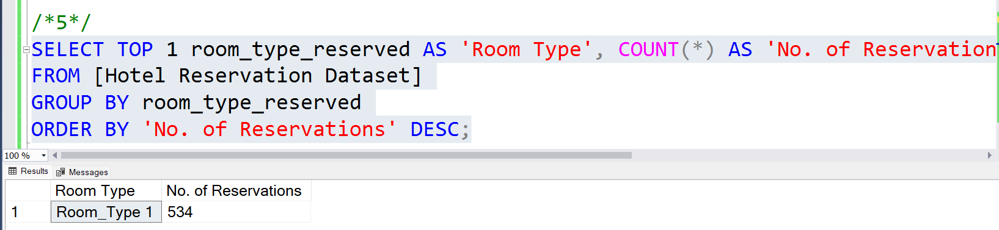 /*5*/
SELECT TOP 1 room_type_reserved AS 'Room Type', COUNT(*) AS 'No. of Reservation
FROM [Hotel Reservation Dataset]
GROUP BY room_type_reserved
ORDER BY 'No. of Reservations' DESC;
100 %
Results Messages
Room Type No. of Reservations
1 Room_Type 1 534